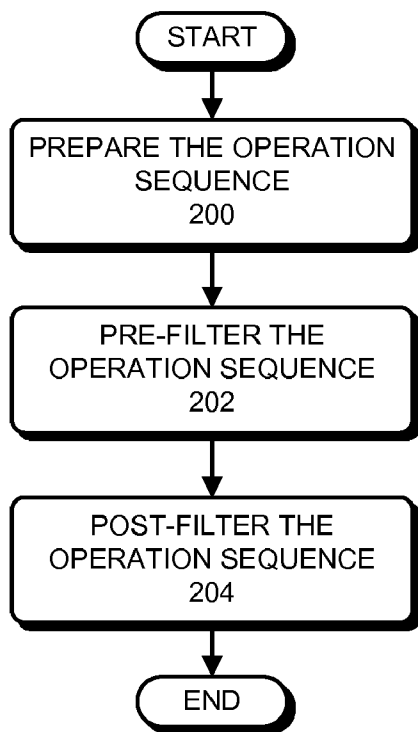 START
PREPARE THE OPERATION
SEQUENCE
200
PRE-FILTER THE
OPERATION SEQUENCE
202
POST-FILTER THE
OPERATION SEQUENCE
204
END